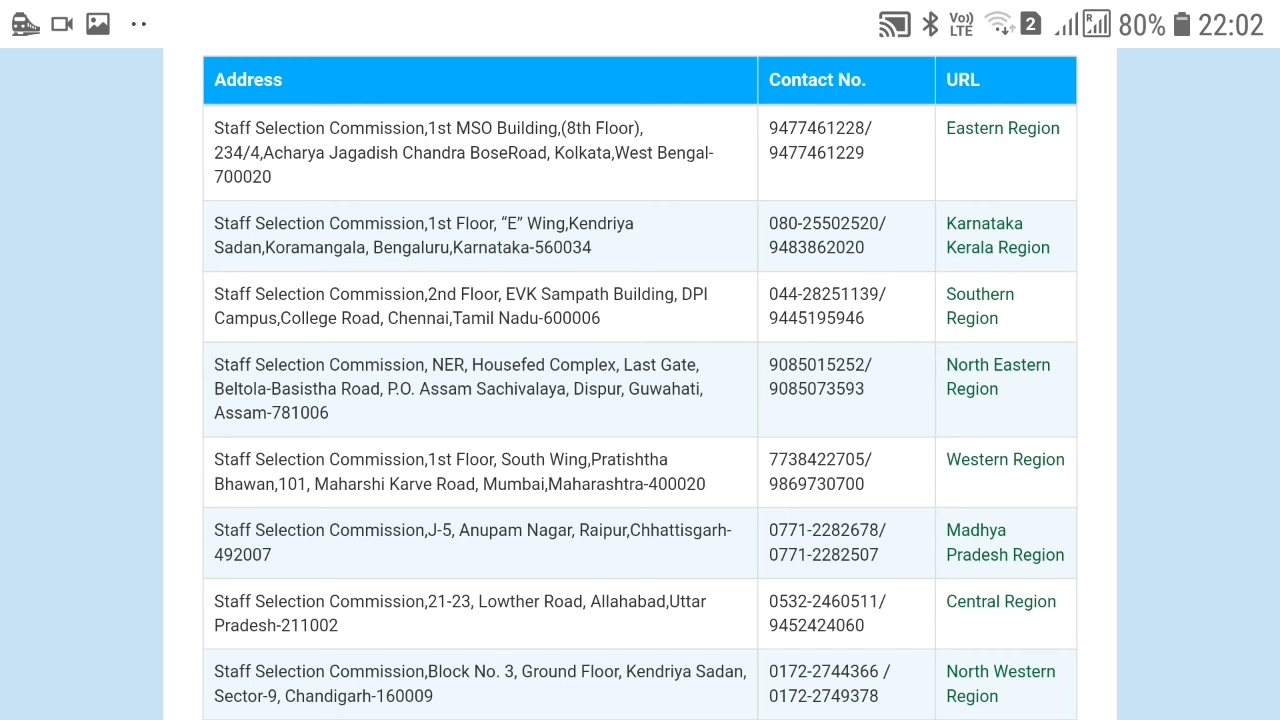 Vo)) LTE 2 R 80% 22:02
Address Contact No. URL
Staff Selection Commission,1st MSO Building,(8th Floor),
234/4,Acharya Jagadish Chandra BoseRoad, Kolkata,West Bengal-
700020
9477461228/
9477461229
Eastern Region
Staff Selection Commission,1st Floor, “E” Wing,Kendriya
Sadan,Koramangala, Bengaluru,Karnataka-560034
080-25502520/
9483862020
Karnataka
Kerala Region
Staff Selection Commission,2nd Floor, EVK Sampath Building, DPI
Campus,College Road, Chennai,Tamil Nadu-600006
044-28251139/
9445195946
Southern
Region
Staff Selection Commission, NER, Housefed Complex, Last Gate,
Beltola-Basistha Road, P.O. Assam Sachivalaya, Dispur, Guwahati,
Assam-781006
9085015252/
9085073593
North Eastern
Region
Staff Selection Commission,1st Floor, South Wing,Pratishtha
Bhawan,101, Maharshi Karve Road, Mumbai,Maharashtra-400020
7738422705/
9869730700
Western Region
Staff Selection Commission,J-5, Anupam Nagar, Raipur,Chhattisgarh-
492007
0771-2282678/
0771-2282507
Madhya
Pradesh Region
Staff Selection Commission,21-23, Lowther Road, Allahabad,Uttar
Pradesh-211002
0532-2460511/
9452424060
Central Region
Staff Selection Commission,Block No. 3, Ground Floor, Kendriya Sadan,
Sector-9, Chandigarh-160009
0172-2744366 /
0172-2749378
North Western
Region